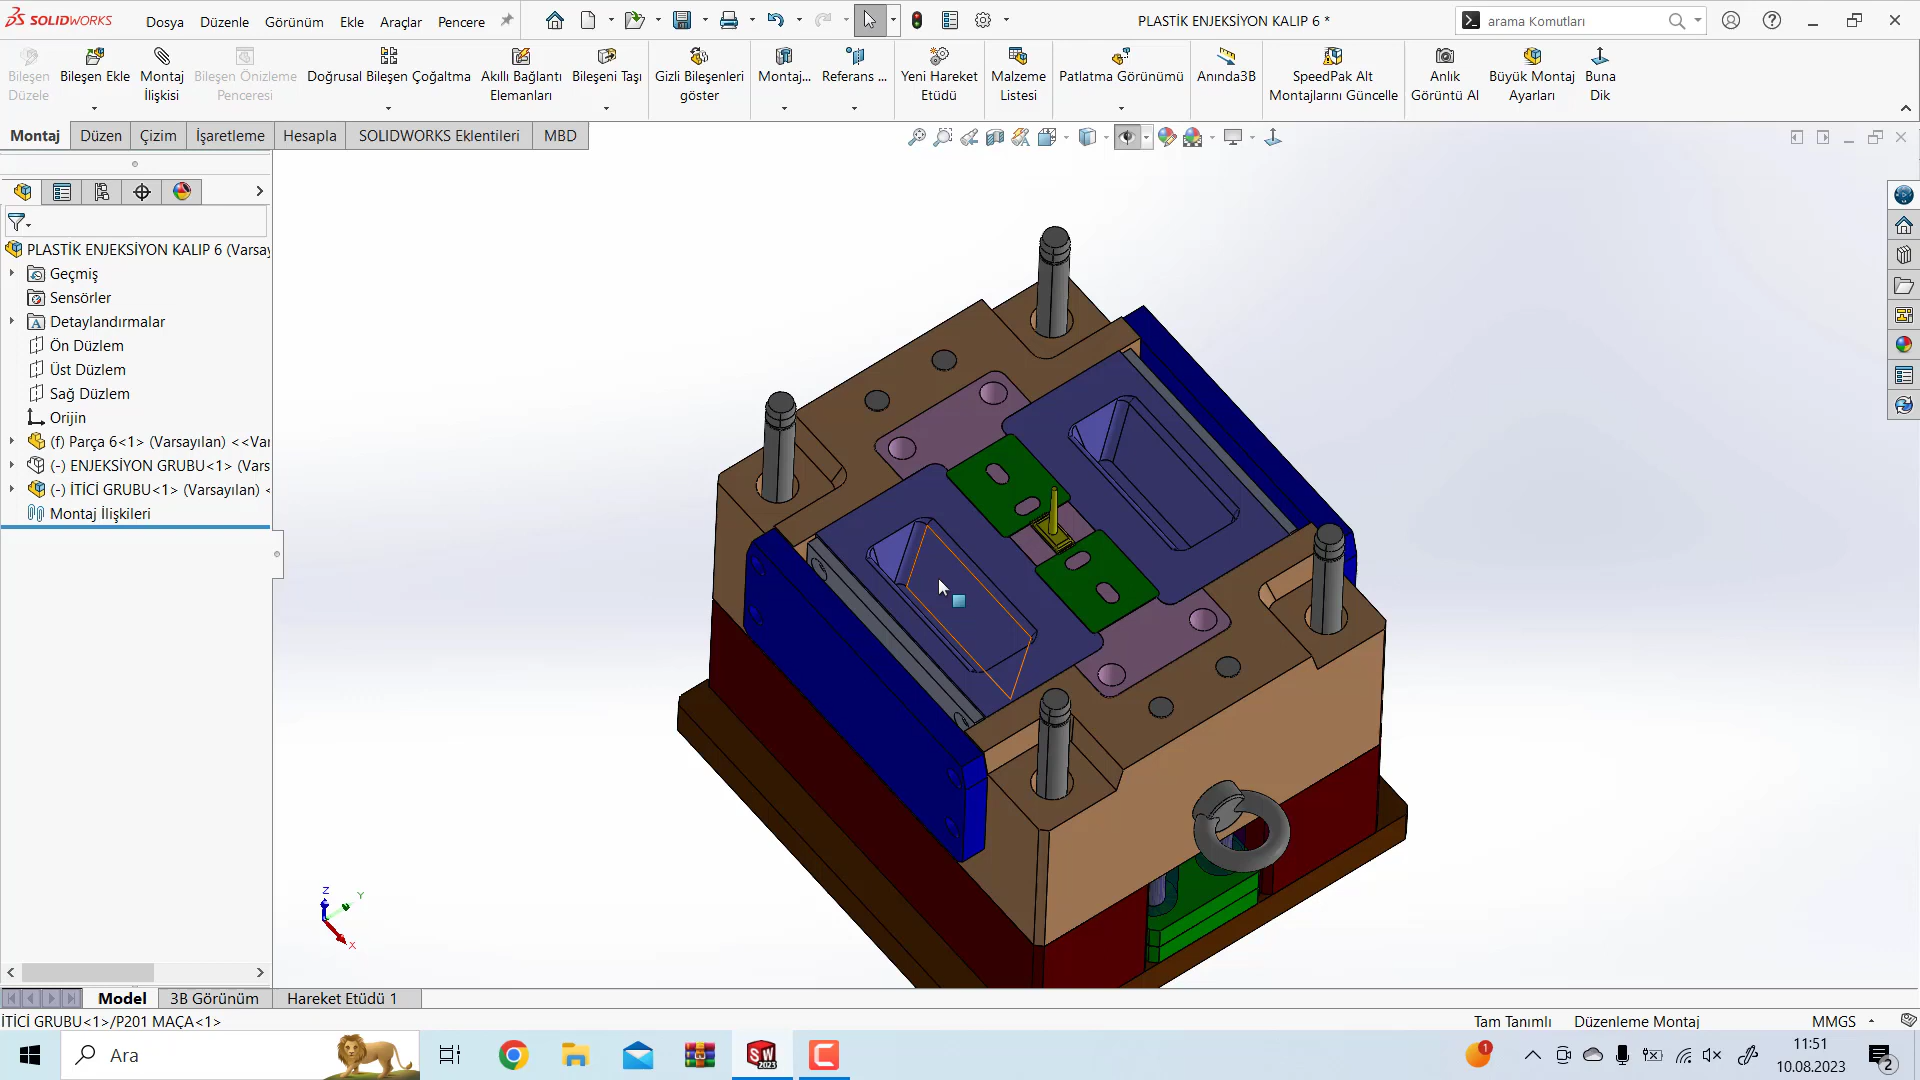 SOLIDWORKS
Dosya
Düzenle
Görünüm
Ekle
Araçlar
Pencere
PLASTİK ENJEKSİYON KALIP 6 *
arama Komutları
Bileşen
Düzele
Bileşen Ekle
Montaj
İlişkisi
Bileşen Önizleme
Penceresi
Doğrusal Bileşen Çoğaltma
Akıllı Bağlantı
Elemanları
Bileşeni Taşı
Gizli Bileşenleri
göster
Montaj...
Referans ...
Yeni Hareket
Etüdü
Malzeme
Listesi
Patlatma Görünümü
Anında3B
SpeedPak Alt
Montajlarını Güncelle
Anlık
Görüntü Al
Büyük Montaj
Ayarları
Buna
Dik
Montaj
Düzen
Çizim
İşaretleme
Hesapla
SOLIDWORKS Eklentileri
MBD
PLASTİK ENJEKSİYON KALIP 6 (Varsay
Geçmiş
Sensörler
Detaylandırmalar
Ön Düzlem
Üst Düzlem
Sağ Düzlem
Orijin
(f) Parça 6<1> (Varsayılan) <<Var
(-) ENJEKSİYON GRUBU<1> (Vars
(-) İTİCİ GRUBU<1> (Varsayılan) <
Montaj İlişkileri
Z
Y
X
Model
3B Görünüm
Hareket Etüdü 1
İTİCİ GRUBU<1>/P201 MAÇA<1>
Tam Tanımlı
Düzenleme Montaj
MMGS
Ara
SW
2023
1
11:51
10.08.2023
2